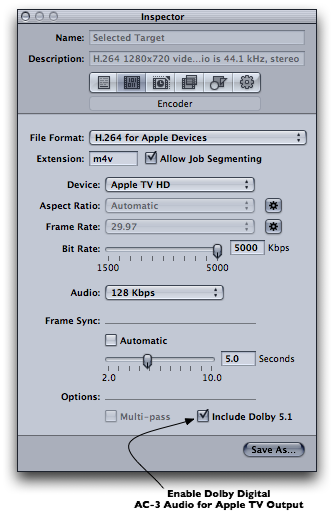 Inspector
Name: Selected Target
Description: H.264 1280x720 vide...io is 44.1 kHz, stereo
Encoder
File Format: H.264 for Apple Devices
Extension: m4v Allow Job Segmenting
Device: Apple TV HD
Aspect Ratio: Automatic
Frame Rate: 29.97
Bit Rate: 5000 Kbps
1500 5000
Audio: 128 Kbps
Frame Sync:
Automatic
5.0 Seconds
2.0 10.0
Options:
Multi-pass Include Dolby 5.1
Save As...
Enable Dolby Digital
AC-3 Audio for Apple TV Output